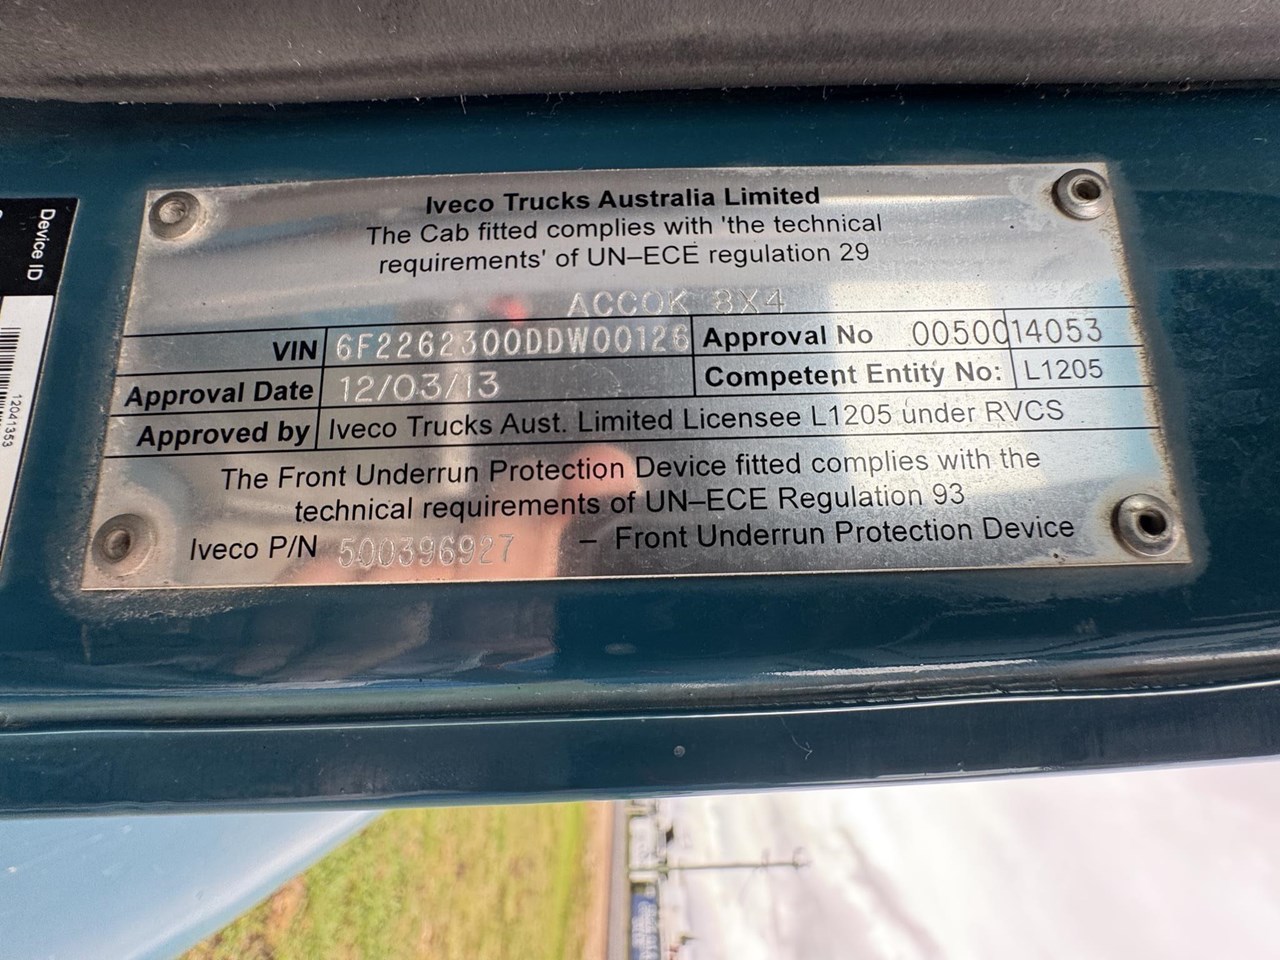 Iveco Trucks Australia Limited
The Cab fitted complies with 'the technical
requirements' of UN–ECE regulation 29
ACCOK 8X4
VIN 6F2262300DDW00126 Approval No 0050014053
Approval Date 12/03/13 Competent Entity No: L1205
Approved by Iveco Trucks Aust. Limited Licensee L1205 under RVCS
The Front Underrun Protection Device fitted complies with the
technical requirements of UN–ECE Regulation 93
Iveco P/N 500396927 – Front Underrun Protection Device
Device ID
12041353